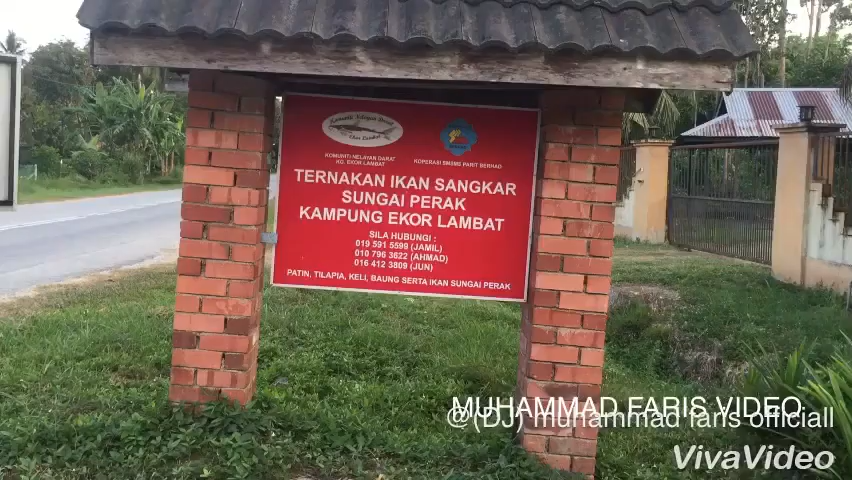 Komuniti Nelayan Darat
Ekor Lambat
KOMUNITI NELAYAN DARAT
KG. EKOR LAMBAT
KOPERASI BMSMS PARIT BERHAD
TERNAKAN IKAN SANGKAR
SUNGAI PERAK
KAMPUNG EKOR LAMBAT
SILA HUBUNGI :
019 591 5599 (JAMIL)
010 796 3622 (AHMAD)
016 412 3809 (JUN)
PATIN, TILAPIA, KELI, BAUNG SERTA IKAN SUNGAI PERAK
MUHAMMAD FARIS VIDEO
@(DJ) muhammad faris officiall
VivaVideo